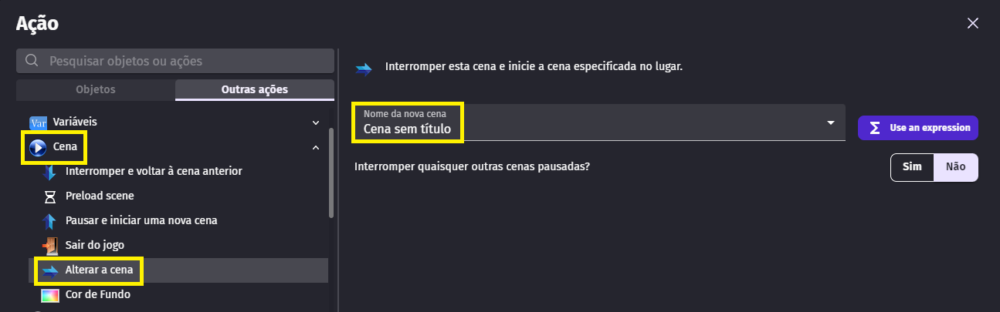 Ação
Pesquisar objetos ou ações
Objetos
Outras ações
Var
Variáveis
Cena
Interromper e voltar à cena anterior
Preload scene
Pausar e iniciar uma nova cena
Sair do jogo
Alterar a cena
Cor de Fundo
Interromper esta cena e inicie a cena especificada no lugar.
Nome da nova cena
Cena sem título
Use an expression
Interromper quaisquer outras cenas pausadas?
Sim
Não